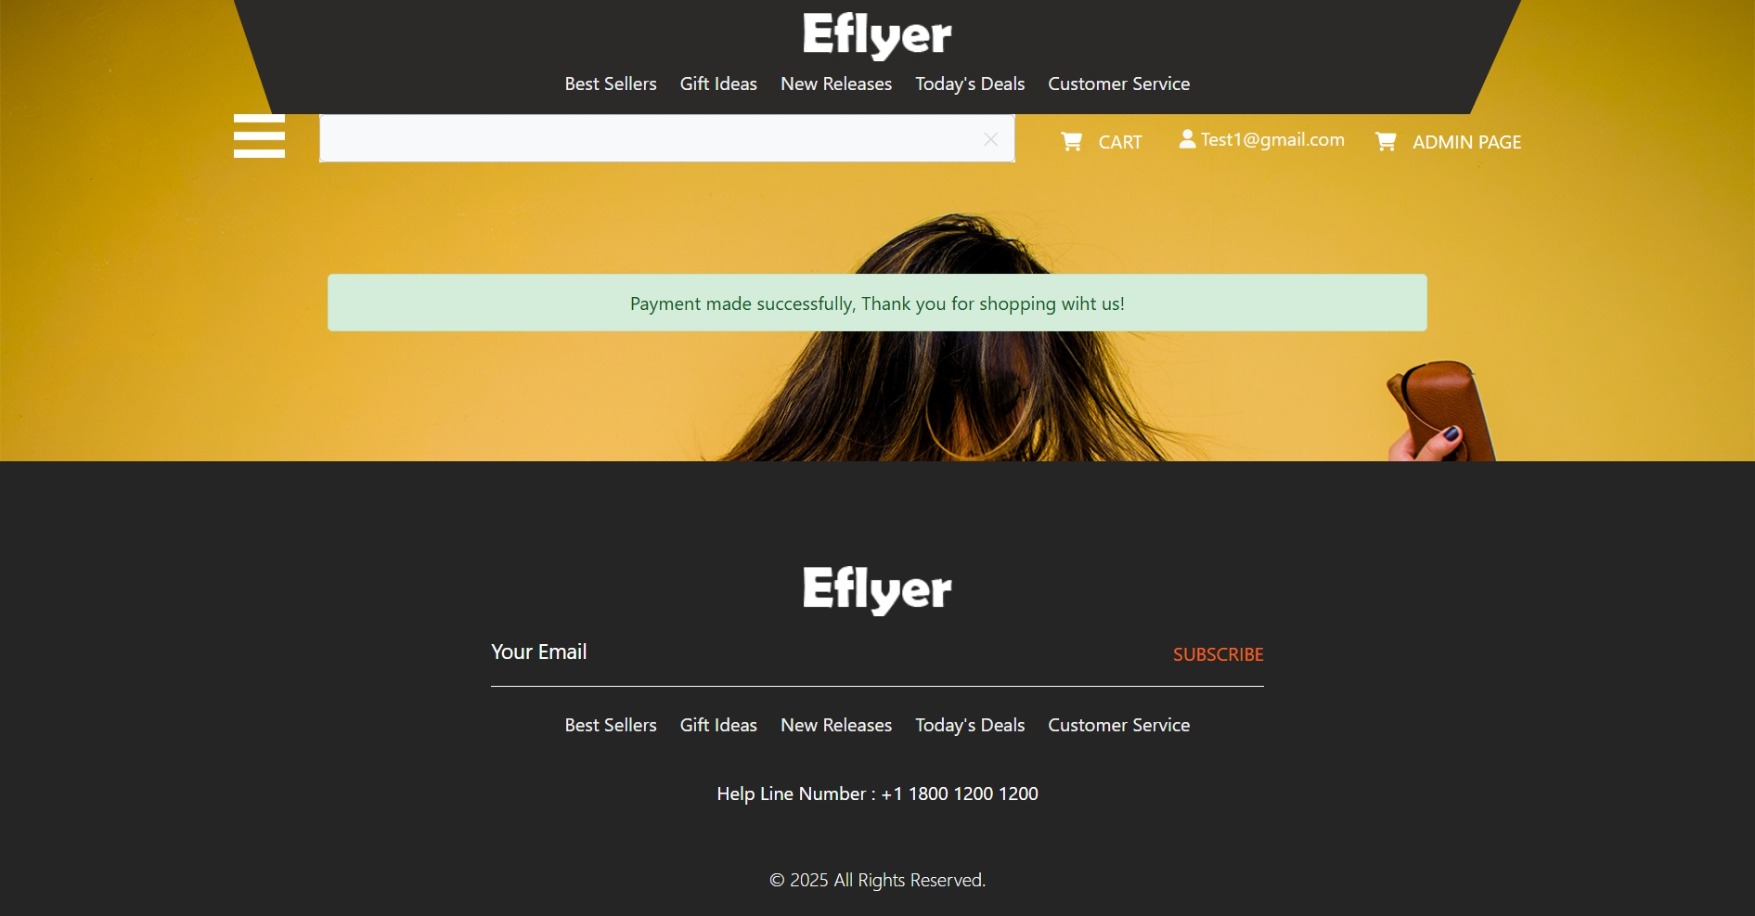 Eflyer
Best Sellers Gift Ideas New Releases Today's Deals Customer Service
CART Test1@gmail.com ADMIN PAGE
Payment made successfully, Thank you for shopping wiht us!
Eflyer
Your Email SUBSCRIBE
Best Sellers Gift Ideas New Releases Today's Deals Customer Service
Help Line Number : +1 1800 1200 1200
© 2025 All Rights Reserved.